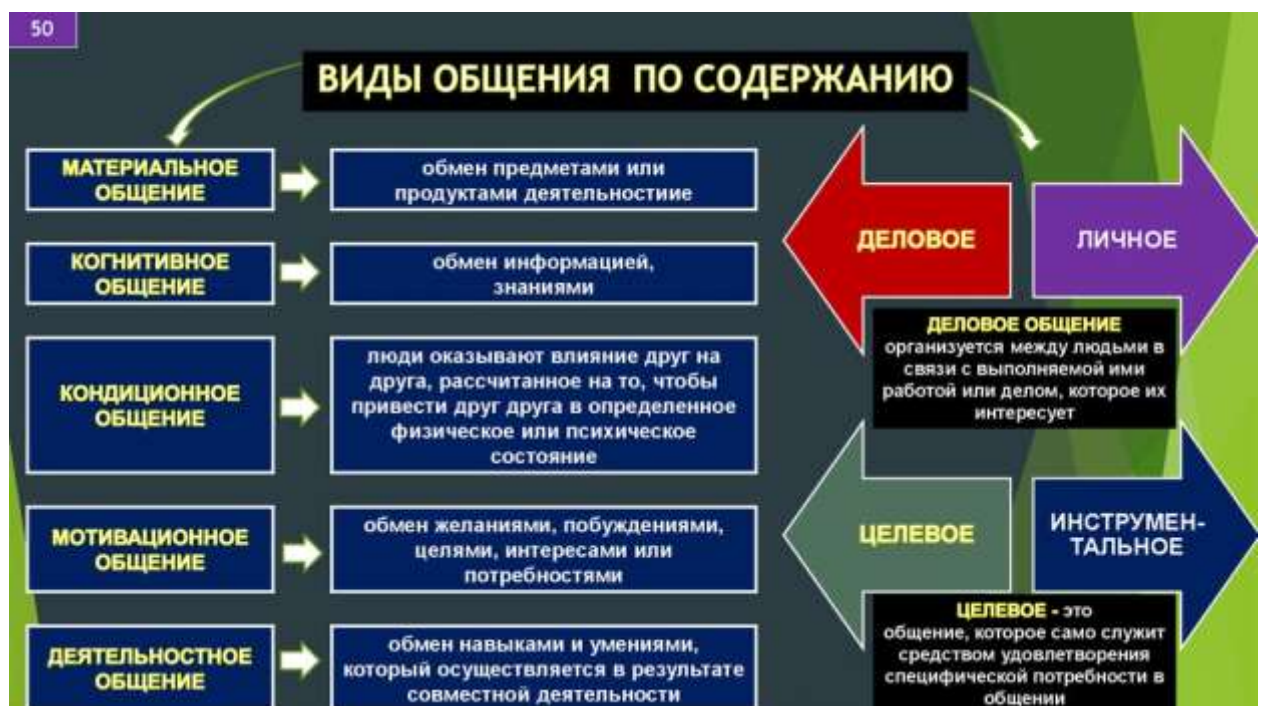 50
ВИДЫ ОБЩЕНИЯ ПО СОДЕРЖАНИЮ
МАТЕРИАЛЬНОЕ
ОБЩЕНИЕ
обмен предметами или
продуктами деятельностиие
КОГНИТИВНОЕ
ОБЩЕНИЕ
обмен информацией,
знаниями
КОНДИЦИОННОЕ
ОБЩЕНИЕ
люди оказывают влияние друг на
друга, рассчитанное на то, чтобы
привести друг друга в определенное
физическое или психическое
состояние
МОТИВАЦИОННОЕ
ОБЩЕНИЕ
обмен желаниями, побуждениями,
целями, интересами или
потребностями
ДЕЯТЕЛЬНОСТНОЕ
ОБЩЕНИЕ
обмен навыками и умениями,
который осуществляется в результате
совместной деятельности
ДЕЛОВОЕ
ЛИЧНОЕ
ДЕЛОВОЕ ОБЩЕНИЕ
организуется между людьми в
связи с выполняемой ими
работой или делом, которое их
интересует
ЦЕЛЕВОЕ
ИНСТРУМЕН-
ТАЛЬНОЕ
ЦЕЛЕВОЕ - это
общение, которое само служит
средством удовлетворения
специфической потребности в
общении